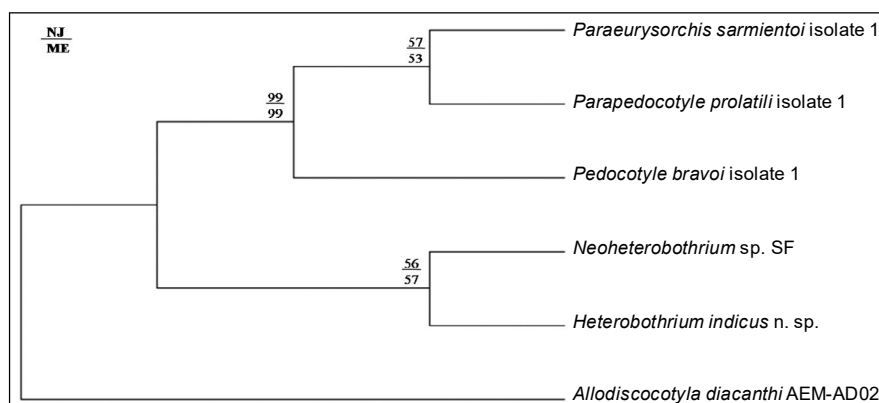 NJ
ME
57
53
Paraeurysorchis sarmientoi isolate 1
99
99
Parapedocotyle prolatili isolate 1
Pedocotyle bravoi isolate 1
56
57
Neoheterobothrium sp. SF
Heterobothrium indicus n. sp.
Allodiscocotyla diacanthi AEM-AD02